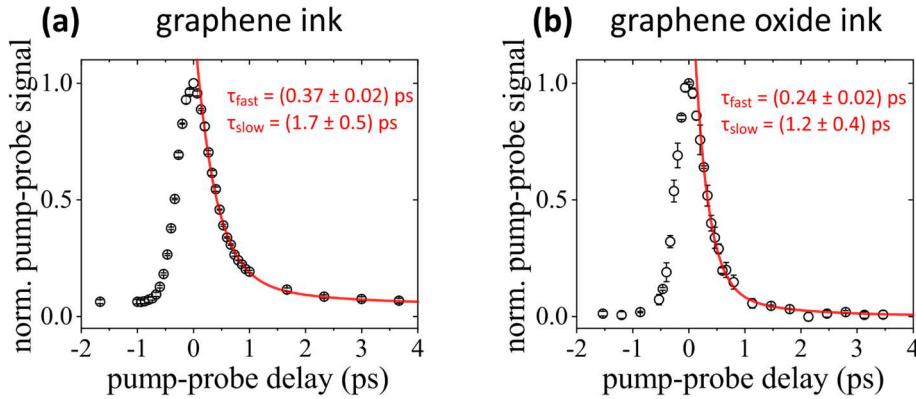 (a) graphene ink
norm. pump-probe signal
1.0
0.5
0.0
τfast = (0.37 ± 0.02) ps
τslow = (1.7 ± 0.5) ps
-2 -1 0 1 2 3 4
pump-probe delay (ps)
(b) graphene oxide ink
norm. pump-probe signal
1.0
0.5
0.0
τfast = (0.24 ± 0.02) ps
τslow = (1.2 ± 0.4) ps
-2 -1 0 1 2 3 4
pump-probe delay (ps)